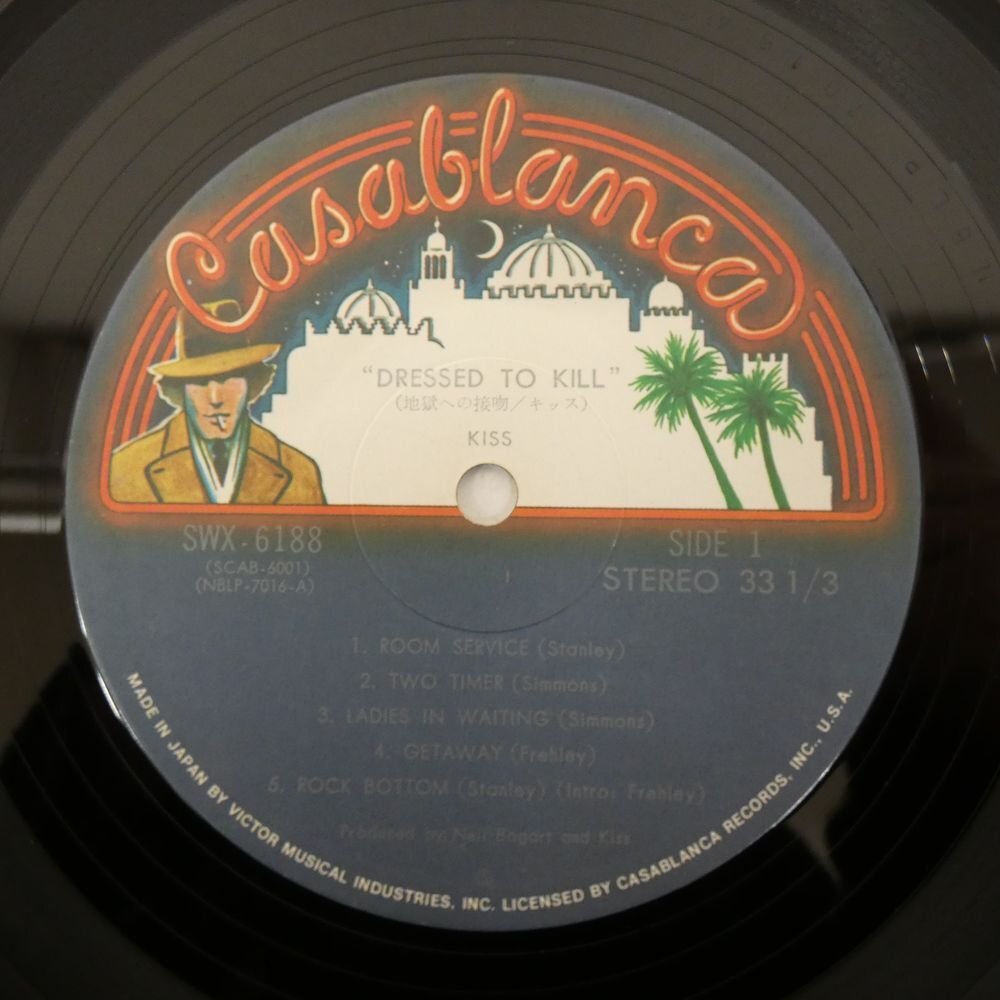 Casablanca
"DRESSED TO KILL"
(地獄への接吻/キッス)
KISS
SWX-6188
(SCAB-6001)
(NBLP-7016-A)
SIDE 1
STEREO 33 1/3
1. ROOM SERVICE (Stanley)
2. TWO TIMER (Simmons)
3. LADIES IN WAITING (Simmons)
4. GETAWAY (Frehley)
5. ROCK BOTTOM (Stanley) (Intro: Frehley)
Produced by Neil Bogart and Kiss
MADE IN JAPAN BY VICTOR MUSICAL INDUSTRIES, INC. LICENSED BY CASABLANCA RECORDS, INC., U.S.A.